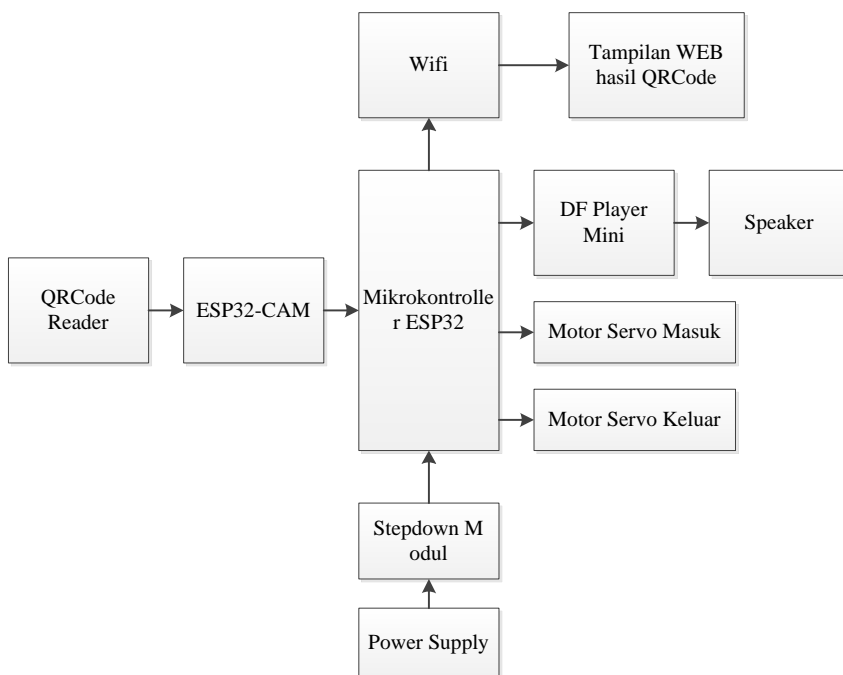 Wifi
Tampilan WEB
hasil QRCode
DF Player
Mini
Speaker
QRCode
Reader
ESP32-CAM
Mikrokontrolle
r ESP32
Motor Servo Masuk
Motor Servo Keluar
Stepdown M
odul
Power Supply